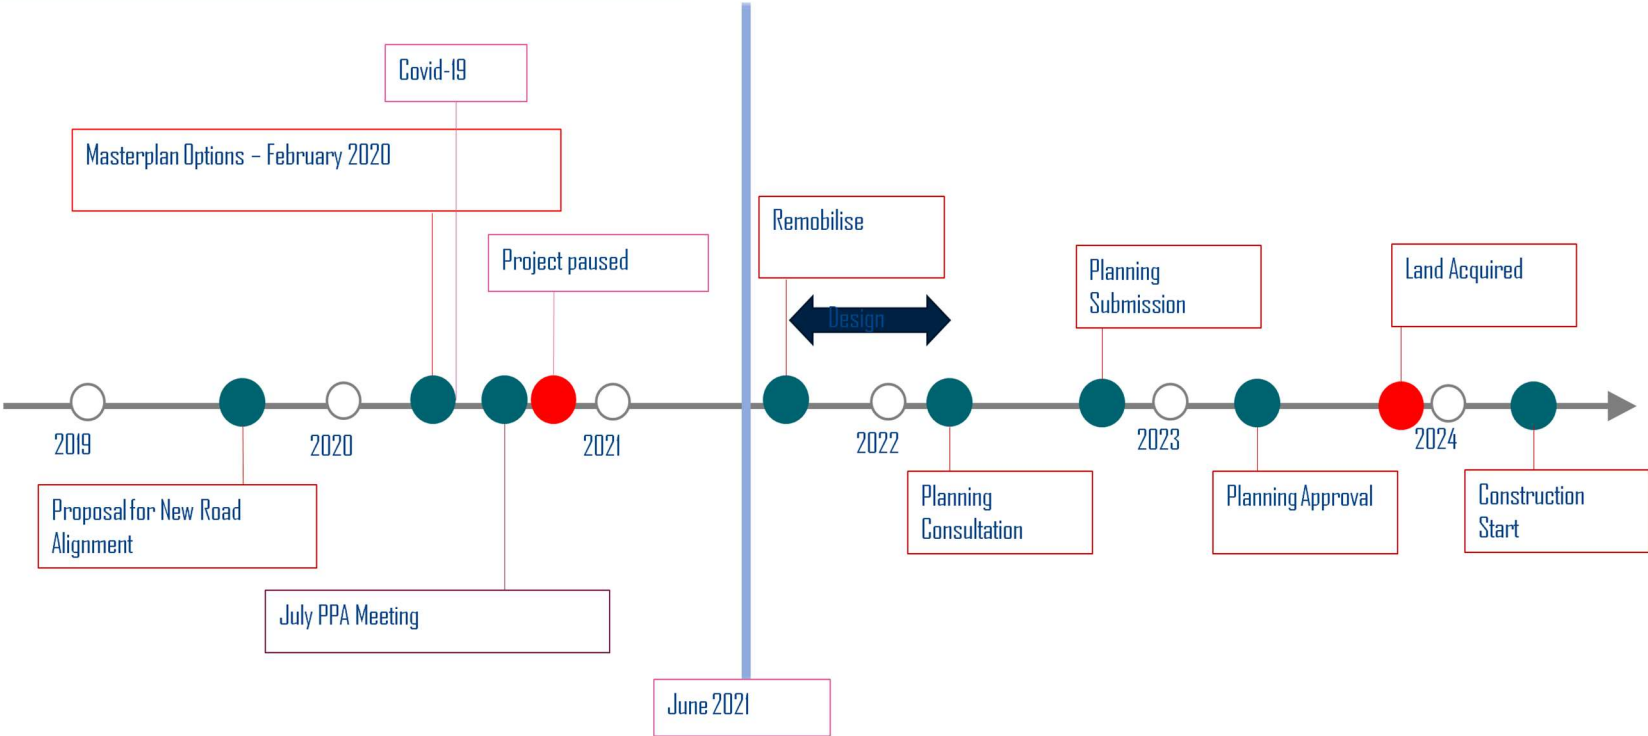 Covid-19
Masterplan Options – February 2020
Project paused
Remobilise
Design
Planning
Submission
Land Acquired
2019
2020
2021
2022
2023
2024
Proposal for New Road
Alignment
July PPA Meeting
June 2021
Planning
Consultation
Planning Approval
Construction
Start